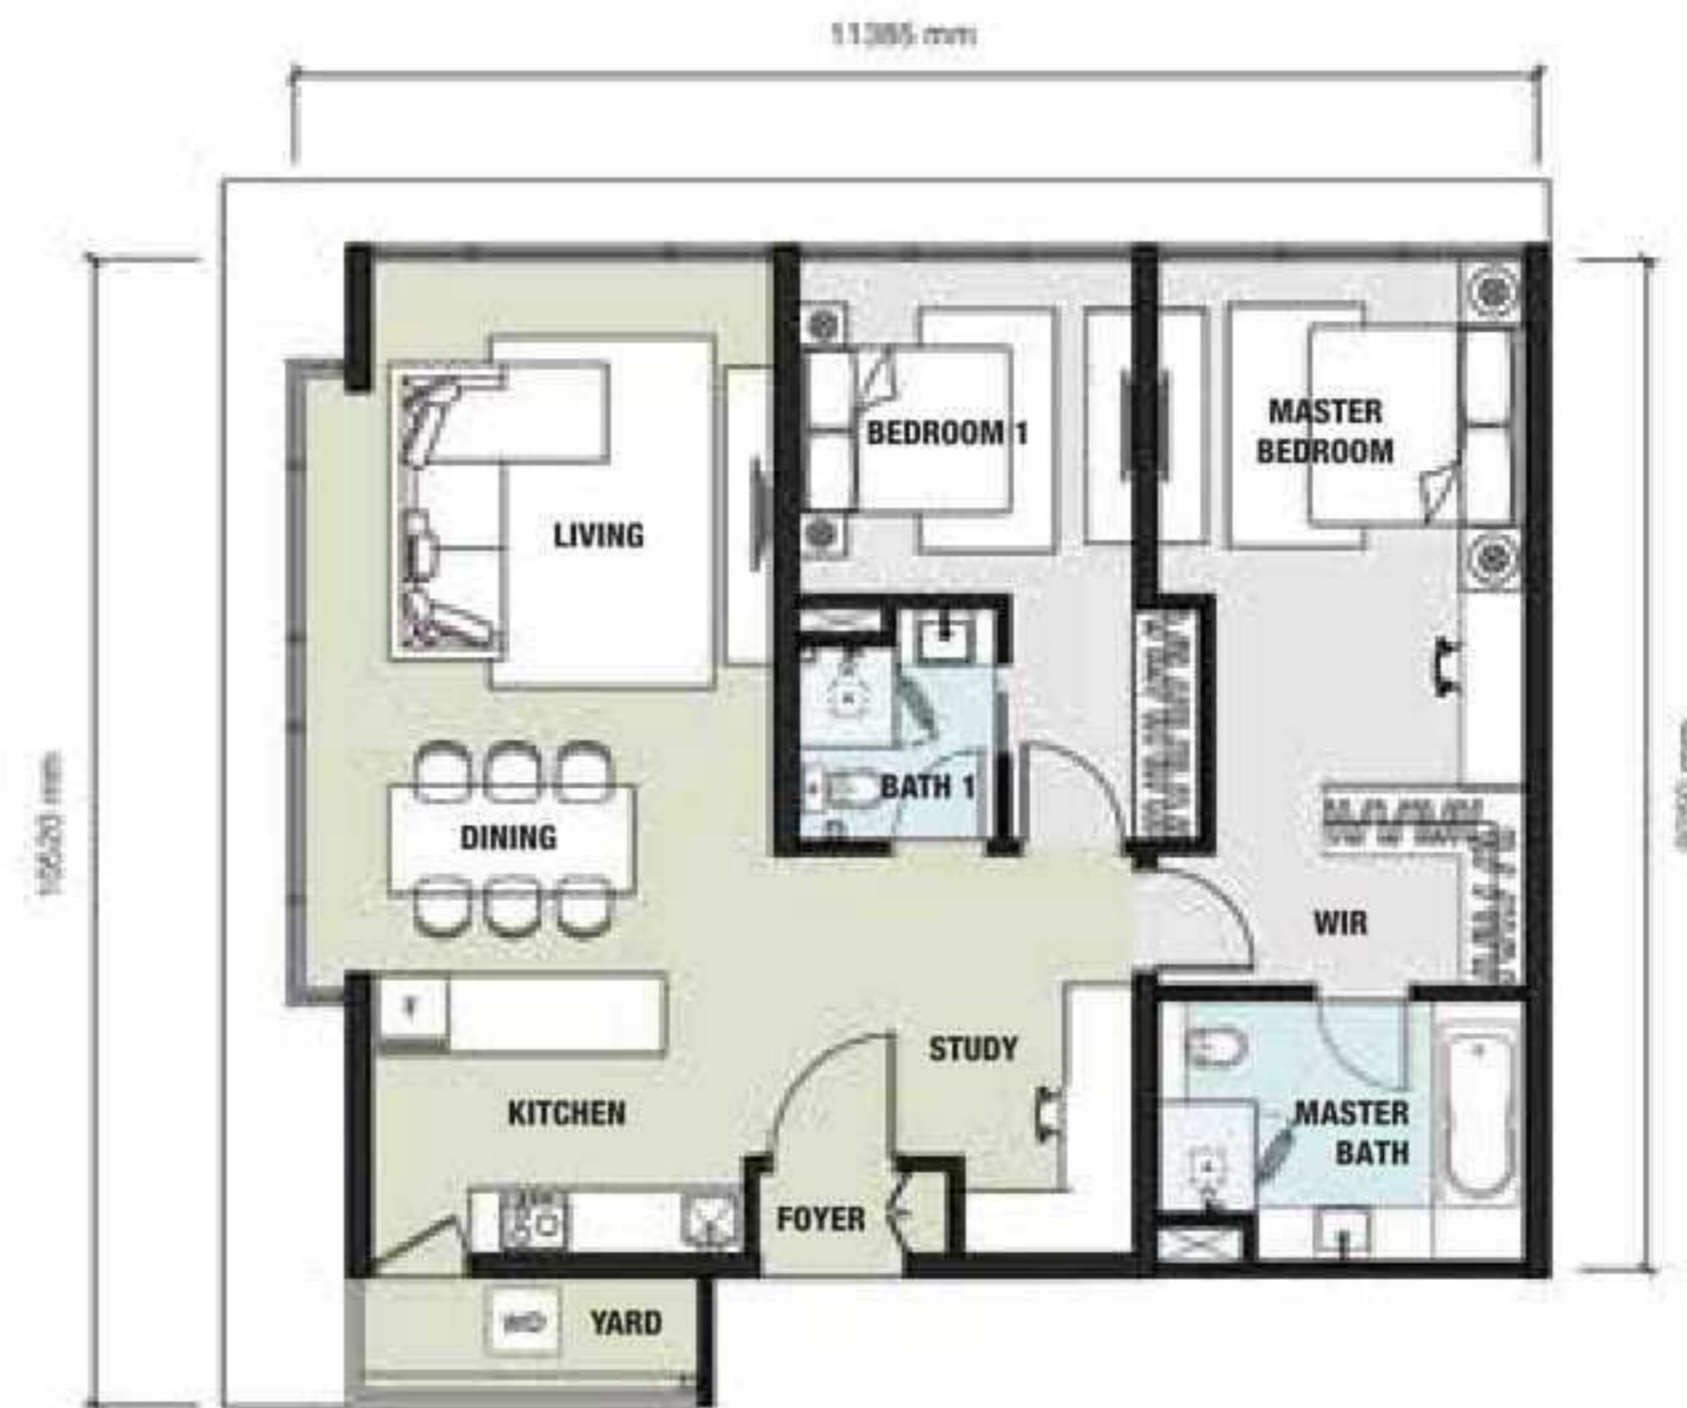 11385 mm
BEDROOM 1
MASTER
BEDROOM
LIVING
BATH 1
DINING
WIR
STUDY
KITCHEN
MASTER
BATH
FOYER
YARD